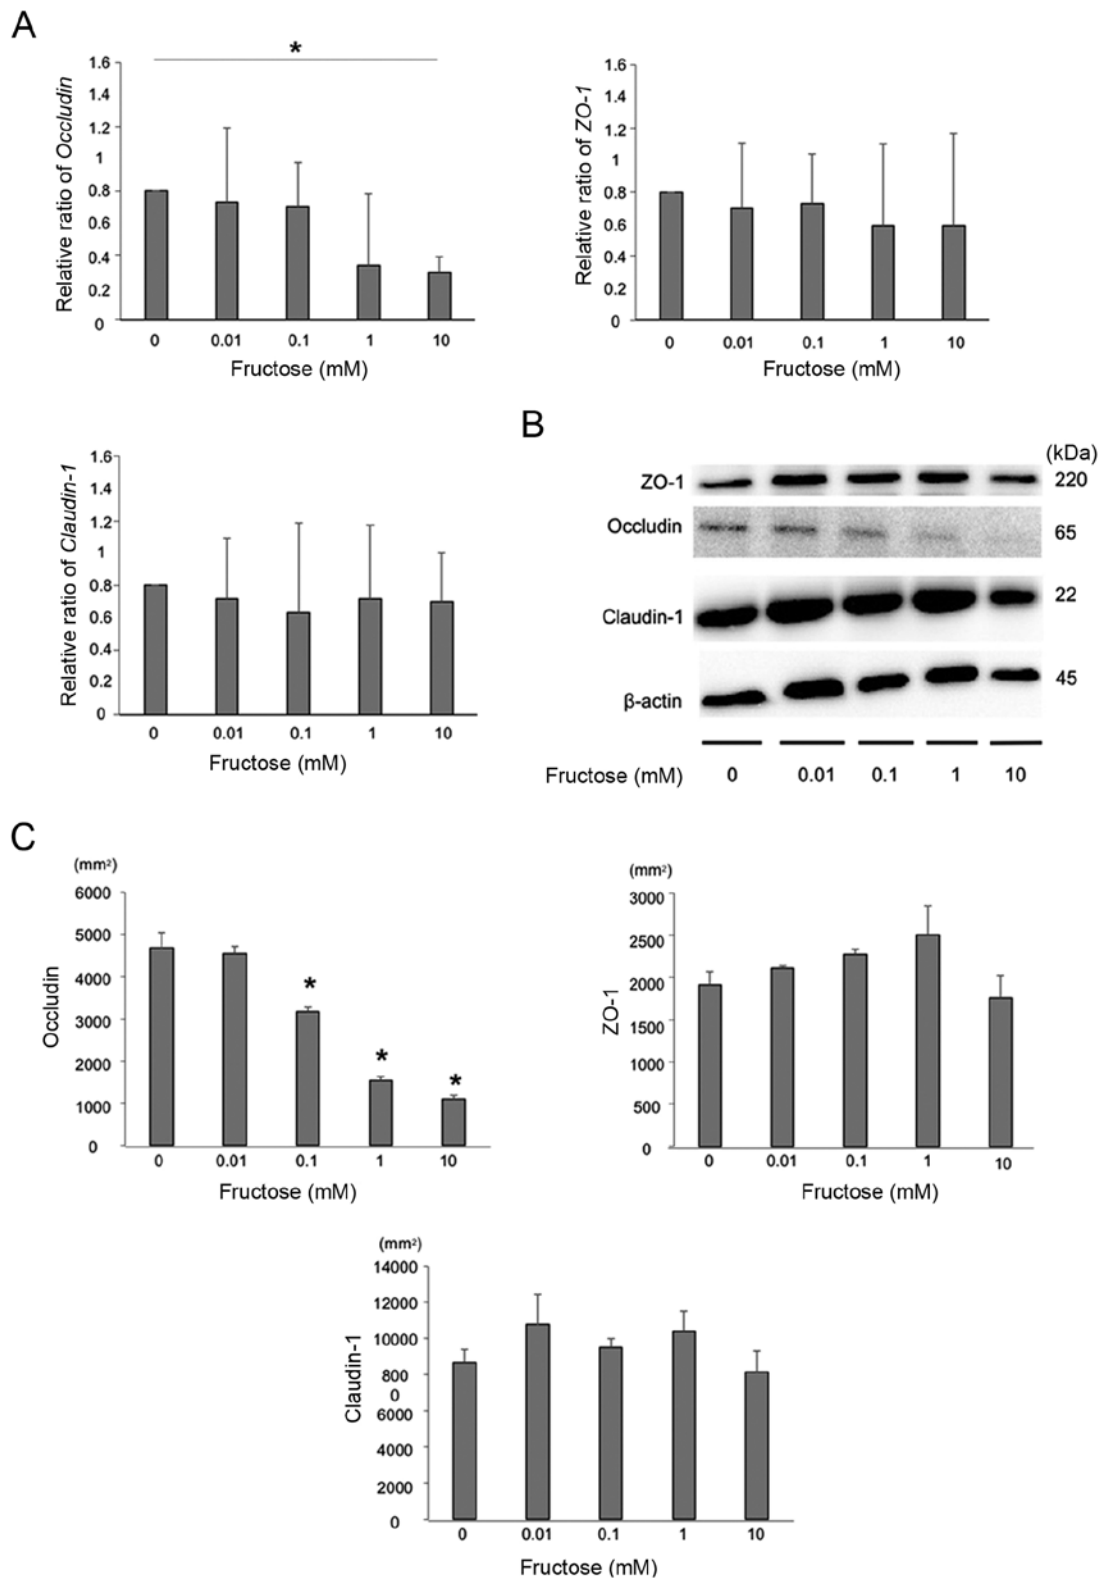 A
*
Relative ratio of Occludin
1.6
1.4
1.2
1
0.8
0.6
0.4
0.2
0
0 0.01 0.1 1 10
Fructose (mM)
Relative ratio of ZO-1
1.6
1.4
1.2
1
0.8
0.6
0.4
0.2
0
0 0.01 0.1 1 10
Fructose (mM)
Relative ratio of Claudin-1
1.6
1.4
1.2
1
0.8
0.6
0.4
0.2
0
0 0.01 0.1 1 10
Fructose (mM)
B
(kDa)
ZO-1 220
Occludin 65
Claudin-1 22
β-actin 45
Fructose (mM) 0 0.01 0.1 1 10
C
(mm²)
Occludin
6000
5000
4000
3000
2000
1000
0
* * *
0 0.01 0.1 1 10
Fructose (mM)
(mm²)
ZO-1
3000
2500
2000
1500
1000
500
0
0 0.01 0.1 1 10
Fructose (mM)
(mm²)
Claudin-1
14000
12000
10000
800
0
6000
4000
2000
0
0 0.01 0.1 1 10
Fructose (mM)